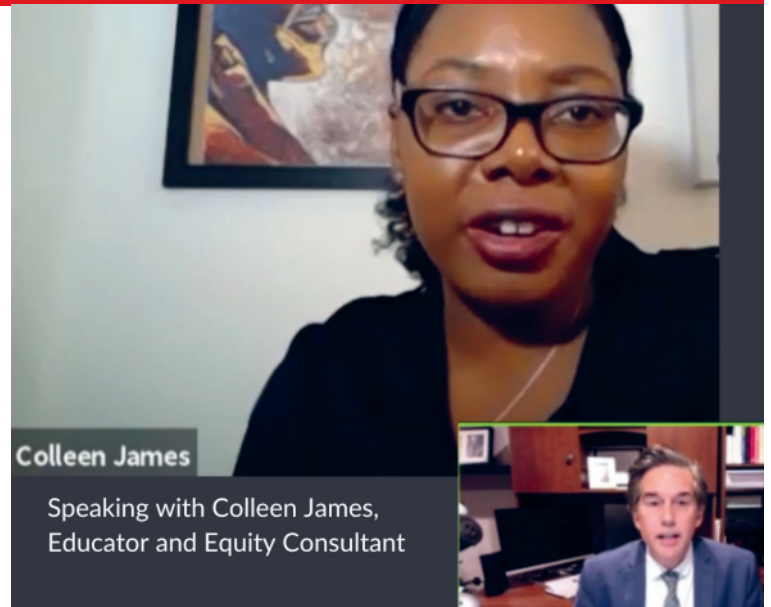 Colleen James
Speaking with Colleen James,
Educator and Equity Consultant